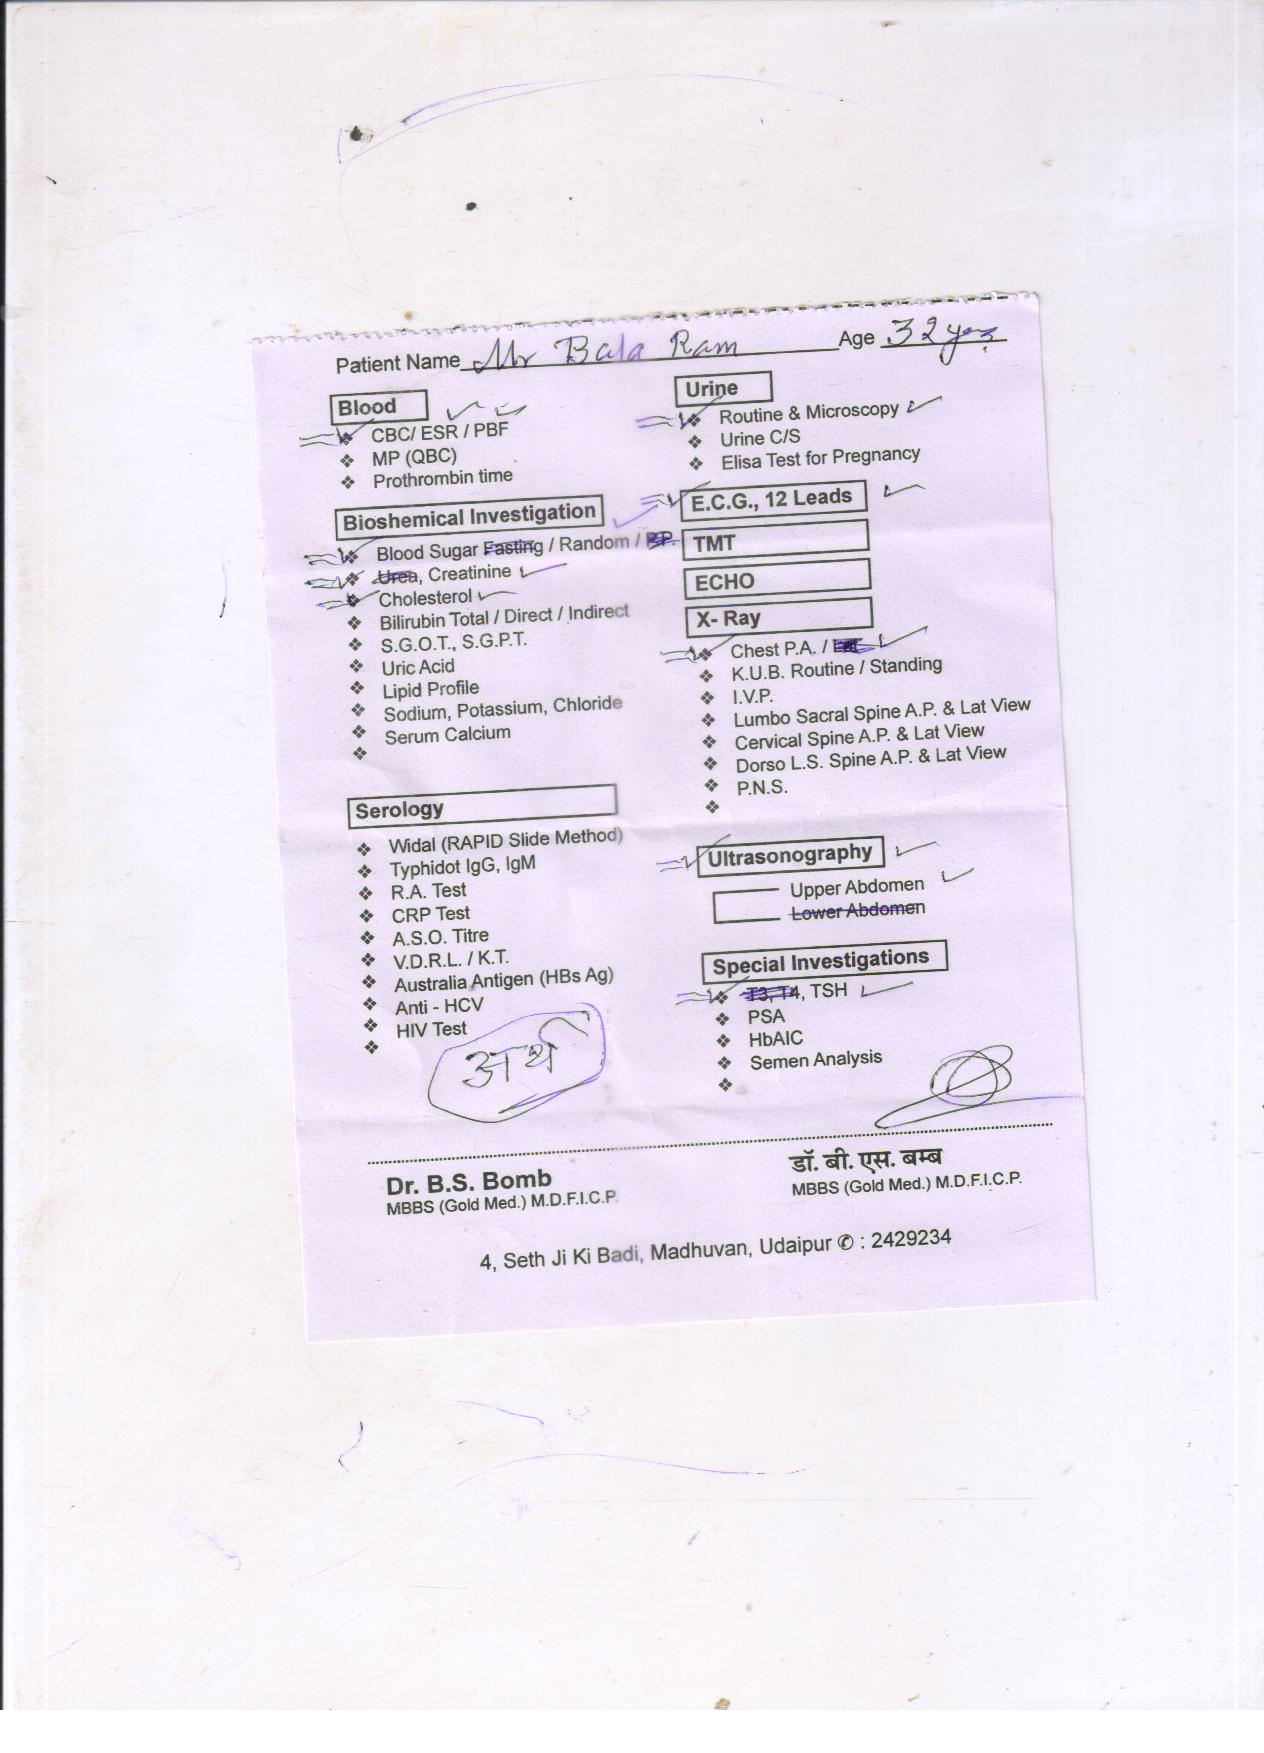 Patient Name Mr Bala Ram Age 32 years
Blood
CBC/ ESR / PBF
MP (QBC)
Prothrombin time
Bioshemical Investigation
Blood Sugar Fasting / Random / P.P.
Urea, Creatinine
Cholesterol
Bilirubin Total / Direct / Indirect
S.G.O.T., S.G.P.T.
Uric Acid
Lipid Profile
Sodium, Potassium, Chloride
Serum Calcium
Serology
Widal (RAPID Slide Method)
Typhidot IgG, IgM
R.A. Test
CRP Test
A.S.O. Titre
V.D.R.L. / K.T.
Australia Antigen (HBs Ag)
Anti - HCV
HIV Test
अर्थ
Urine
Routine & Microscopy
Urine C/S
Elisa Test for Pregnancy
E.C.G., 12 Leads
TMT
ECHO
X- Ray
Chest P.A. /
K.U.B. Routine / Standing
I.V.P.
Lumbo Sacral Spine A.P. & Lat View
Cervical Spine A.P. & Lat View
Dorso L.S. Spine A.P. & Lat View
P.N.S.
Ultrasonography
Upper Abdomen
Lower Abdomen
Special Investigations
T3, T4, TSH
PSA
HbAIC
Semen Analysis
Dr. B.S. Bomb
MBBS (Gold Med.) M.D.F.I.C.P.
डॉ. बी. एस. बम्ब
MBBS (Gold Med.) M.D.F.I.C.P.
4, Seth Ji Ki Badi, Madhuvan, Udaipur ✆ : 2429234